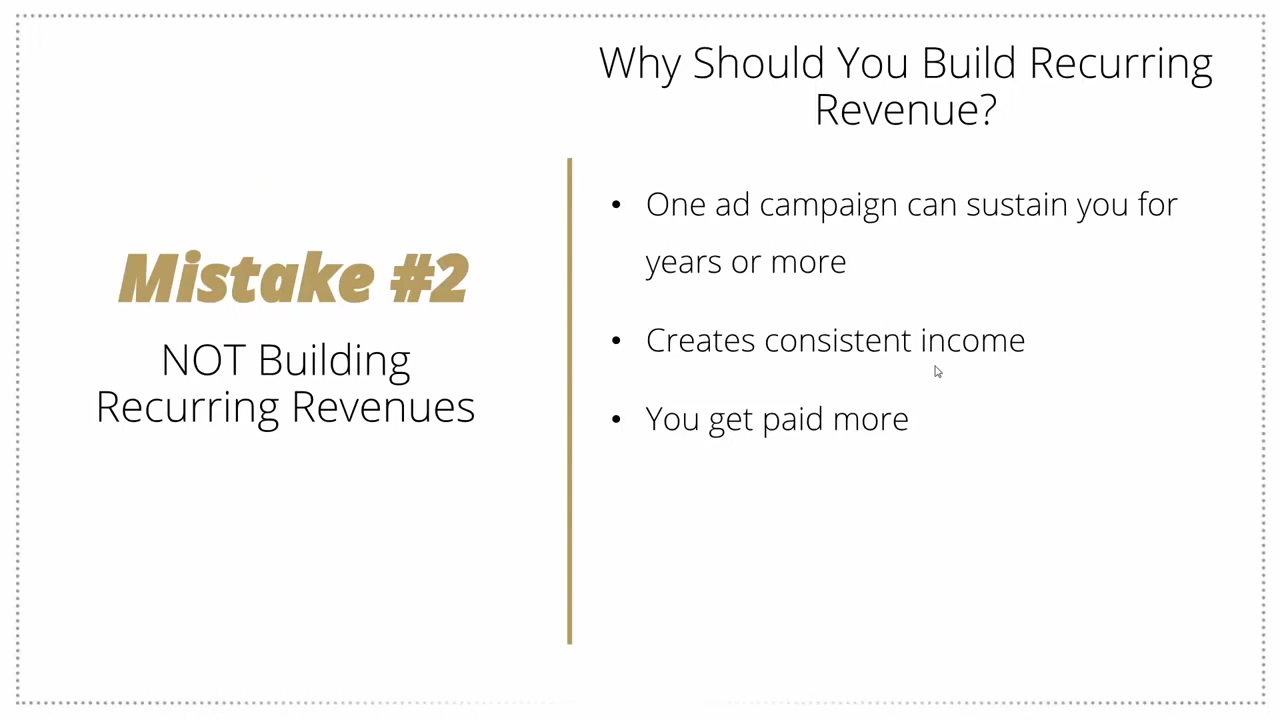 Mistake #2
NOT Building
Recurring Revenues
Why Should You Build Recurring
Revenue?
• One ad campaign can sustain you for
years or more
• Creates consistent income
• You get paid more